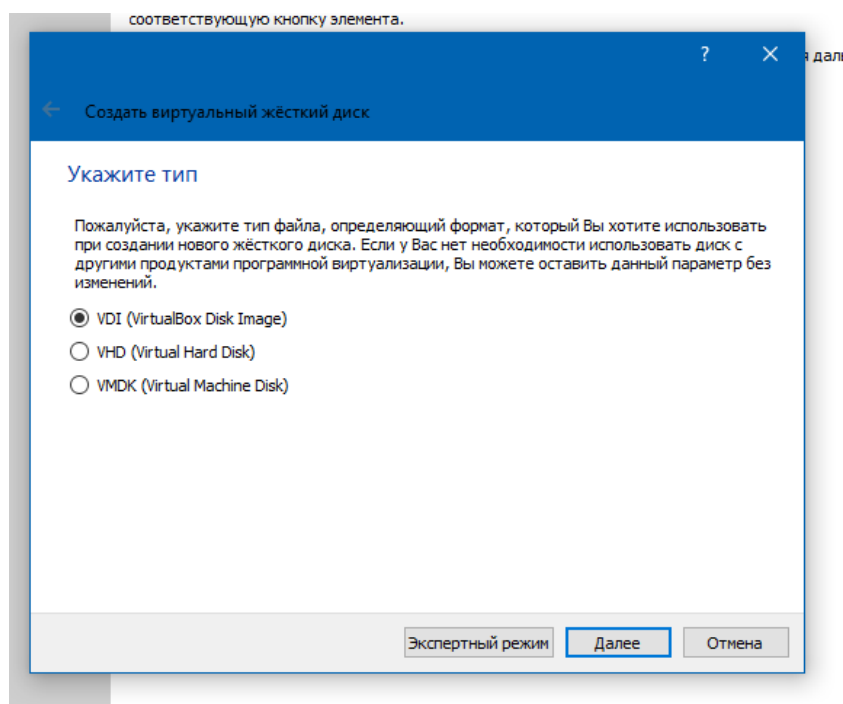 соответствующую кнопку элемента.
?
я дал
Создать виртуальный жёсткий диск
Укажите тип
Пожалуйста, укажите тип файла, определяющий формат, который Вы хотите использовать
при создании нового жёсткого диска. Если у Вас нет необходимости использовать диск с
другими продуктами программной виртуализации, Вы можете оставить данный параметр без
изменений.
VDI (VirtualBox Disk Image)
VHD (Virtual Hard Disk)
VMDK (Virtual Machine Disk)
Экспертный режим
Далее
Отмена